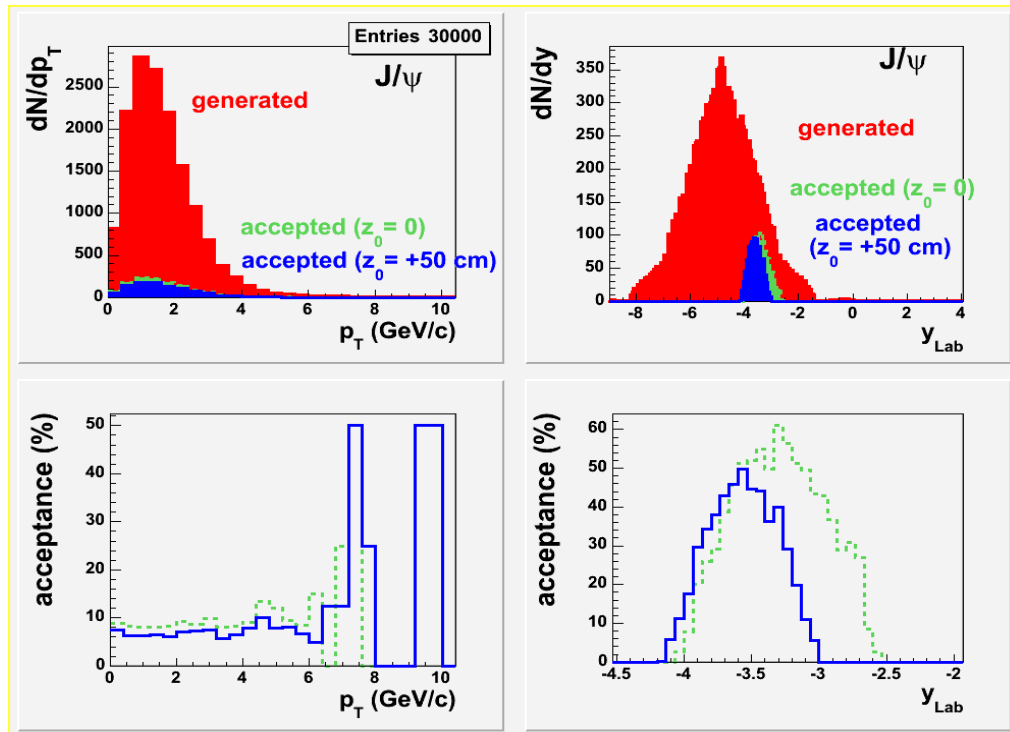 Entries 30000
dN/dp_T
J/ψ
generated
accepted (z_0 = 0)
accepted (z_0 = +50 cm)
2500
2000
1500
1000
500
0
0 2 4 6 8 10
p_T (GeV/c)
dN/dy
J/ψ
generated
accepted (z_0 = 0)
accepted
(z_0 = +50 cm)
350
300
250
200
150
100
50
0
-8 -6 -4 -2 0 2 4
y_Lab
acceptance (%)
50
40
30
20
10
0
0 2 4 6 8 10
p_T (GeV/c)
acceptance (%)
60
50
40
30
20
10
0
-4.5 -4 -3.5 -3 -2.5 -2
y_Lab